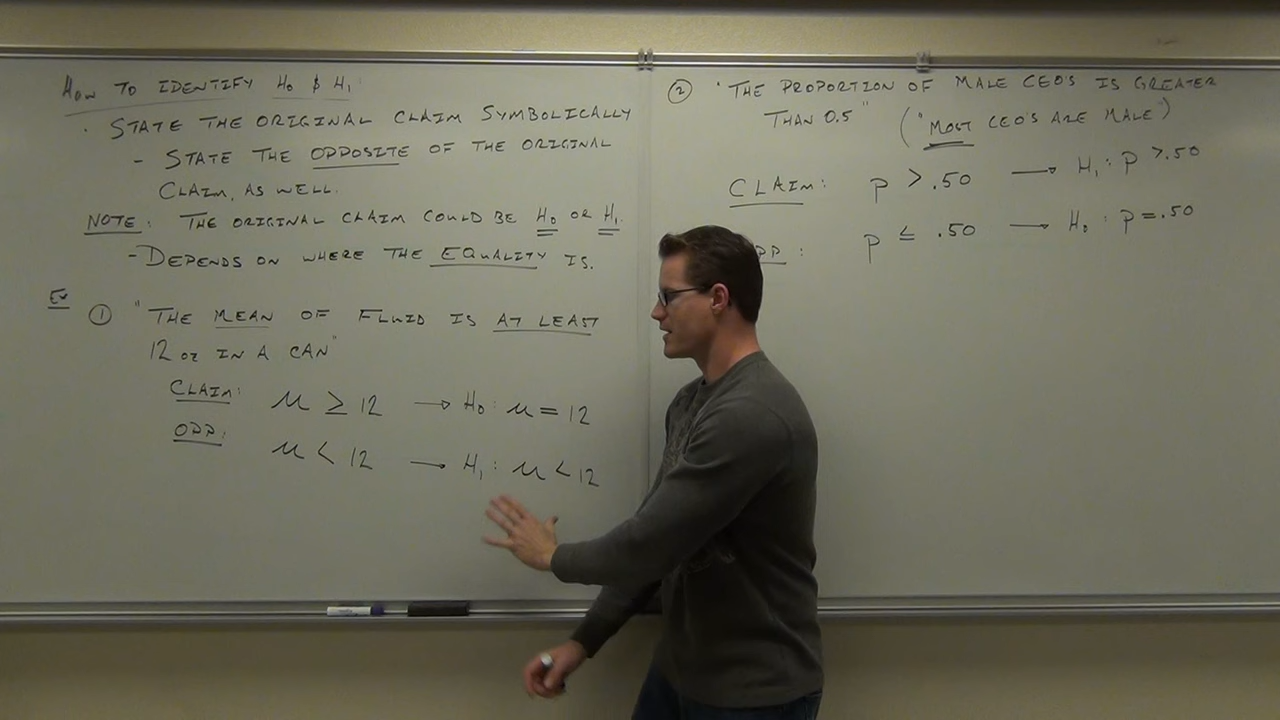 HOW TO IDENTIFY H₀ & H₁:
· STATE THE ORIGINAL CLAIM SYMBOLICALLY
- STATE THE OPPOSITE OF THE ORIGINAL
CLAIM, AS WELL.
NOTE: THE ORIGINAL CLAIM COULD BE H₀ OR H₁.
- DEPENDS ON WHERE THE EQUALITY IS.
EX ① "THE MEAN OF FLUID IS AT LEAST
12 OZ IN A CAN"
CLAIM: μ ≥ 12 → H₀: μ = 12
OPP: μ < 12 → H₁: μ < 12
② "THE PROPORTION OF MALE CEO'S IS GREATER
THAN 0.5" ("MOST CEO'S ARE MALE")
CLAIM: p > .50 → H₁: p > .50
PP: p ≤ .50 → H₀: p = .50